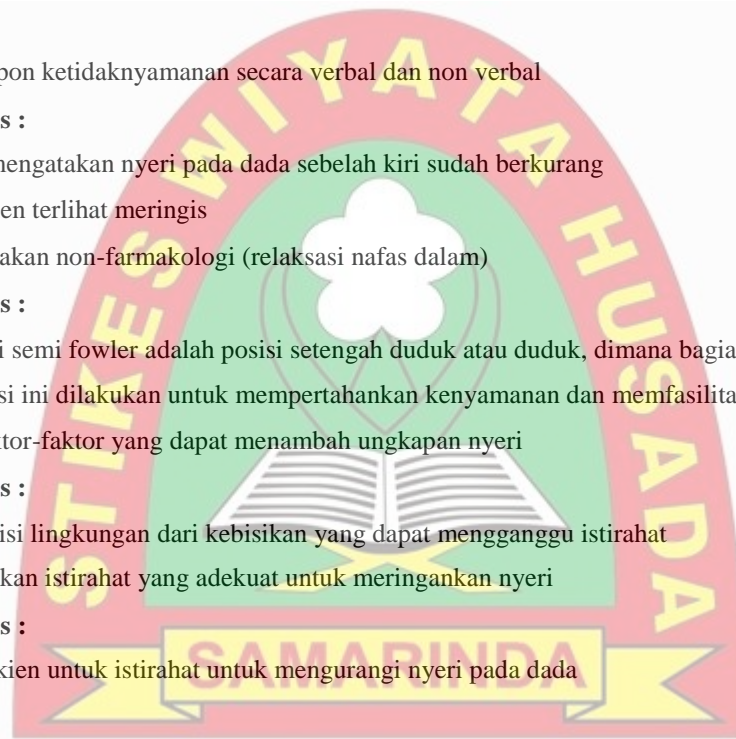 pon ketidaknyamanan secara verbal dan non verbal
s :
mengatakan nyeri pada dada sebelah kiri sudah berkurang
en terlihat meringis
akan non-farmakologi (relaksasi nafas dalam)
s :
i semi fowler adalah posisi setengah duduk atau duduk, dimana bagia
si ini dilakukan untuk mempertahankan kenyamanan dan memfasilita
ktor-faktor yang dapat menambah ungkapan nyeri
s :
isi lingkungan dari kebisikan yang dapat mengganggu istirahat
kan istirahat yang adekuat untuk meringankan nyeri
s :
kien untuk istirahat untuk mengurangi nyeri pada dada
STIKES WIYATA HUSADA
SAMARINDA